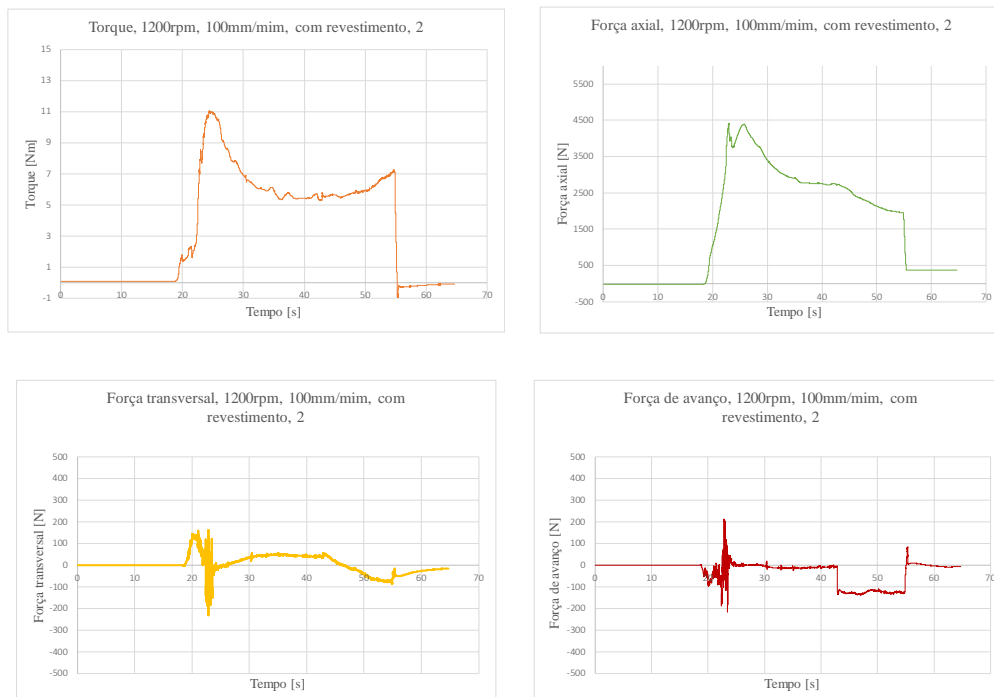 Torque, 1200rpm, 100mm/mim, com revestimento, 2
15
13
11
9
7
5
3
1
-1
Torque [Nm]
0 10 20 30 40 50 60 70
Tempo [s]
Força axial, 1200rpm, 100mm/mim, com revestimento, 2
5500
4500
3500
2500
1500
500
-500
Força axial [N]
0 10 20 30 40 50 60 70
Tempo [s]
Força transversal, 1200rpm, 100mm/mim, com
revestimento, 2
500
400
300
200
100
0
-100
-200
-300
-400
-500
Força transversal [N]
0 10 20 30 40 50 60 70
Tempo [s]
Força de avanço, 1200rpm, 100mm/mim, com
revestimento, 2
500
400
300
200
100
0
-100
-200
-300
-400
-500
Força de avanço [N]
0 10 20 30 40 50 60 70
Tempo [s]